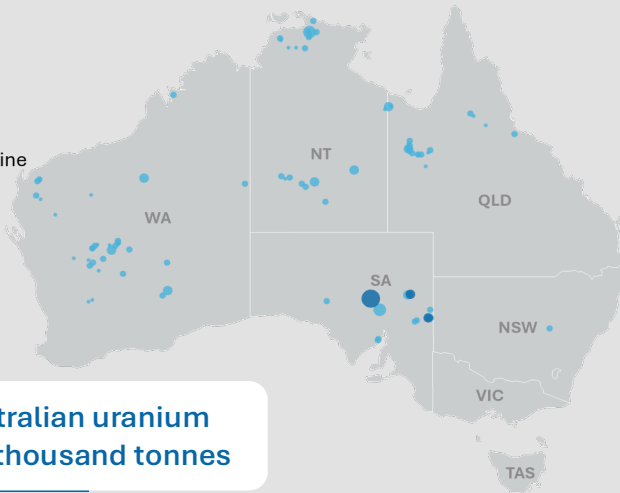 ine
NT
WA
QLD
SA
NSW
VIC
TAS
tralian uranium
thousand tonnes